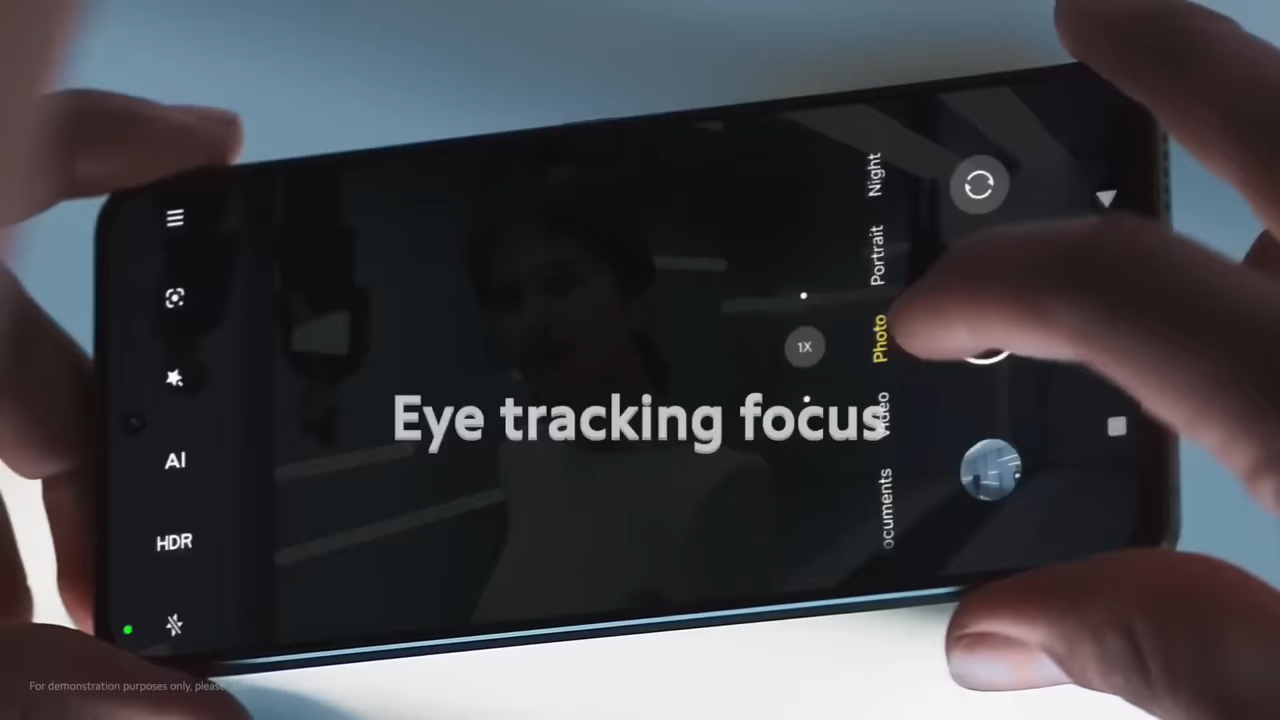 Night
Portrait
Photo
Video
ocuments
1X
Eye tracking focus
AI
HDR
For demonstration purposes only, please